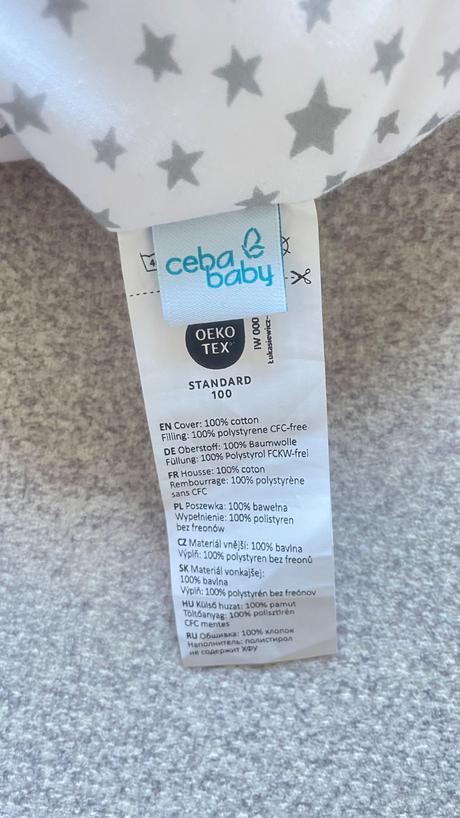 ceba
baby
OEKO
TEX®
IW 000
Łukasiewicz-
STANDARD
100
EN Cover: 100% cotton
Filling: 100% polystyrene CFC-free
DE Oberstoff: 100% Baumwolle
Füllung: 100% Polystyrol FCKW-frei
FR Housse: 100% coton
Rembourrage: 100% polystyrène
sans CFC
PL Poszewka: 100% bawełna
Wypełnienie: 100% polistyren
bez freonów
CZ Materiál vnější: 100% bavlna
Výplň: 100% polystyren bez freonů
SK Materiál vonkajšej:
100% bavlna
Výplň: 100% polystyrén bez freónov
HU Külső huzat: 100% pamut
Töltőanyag: 100% polisztirén
CFC mentes
RU Обшивка: 100% хлопок
Наполнитель: полистирол
не содержит ХФУ